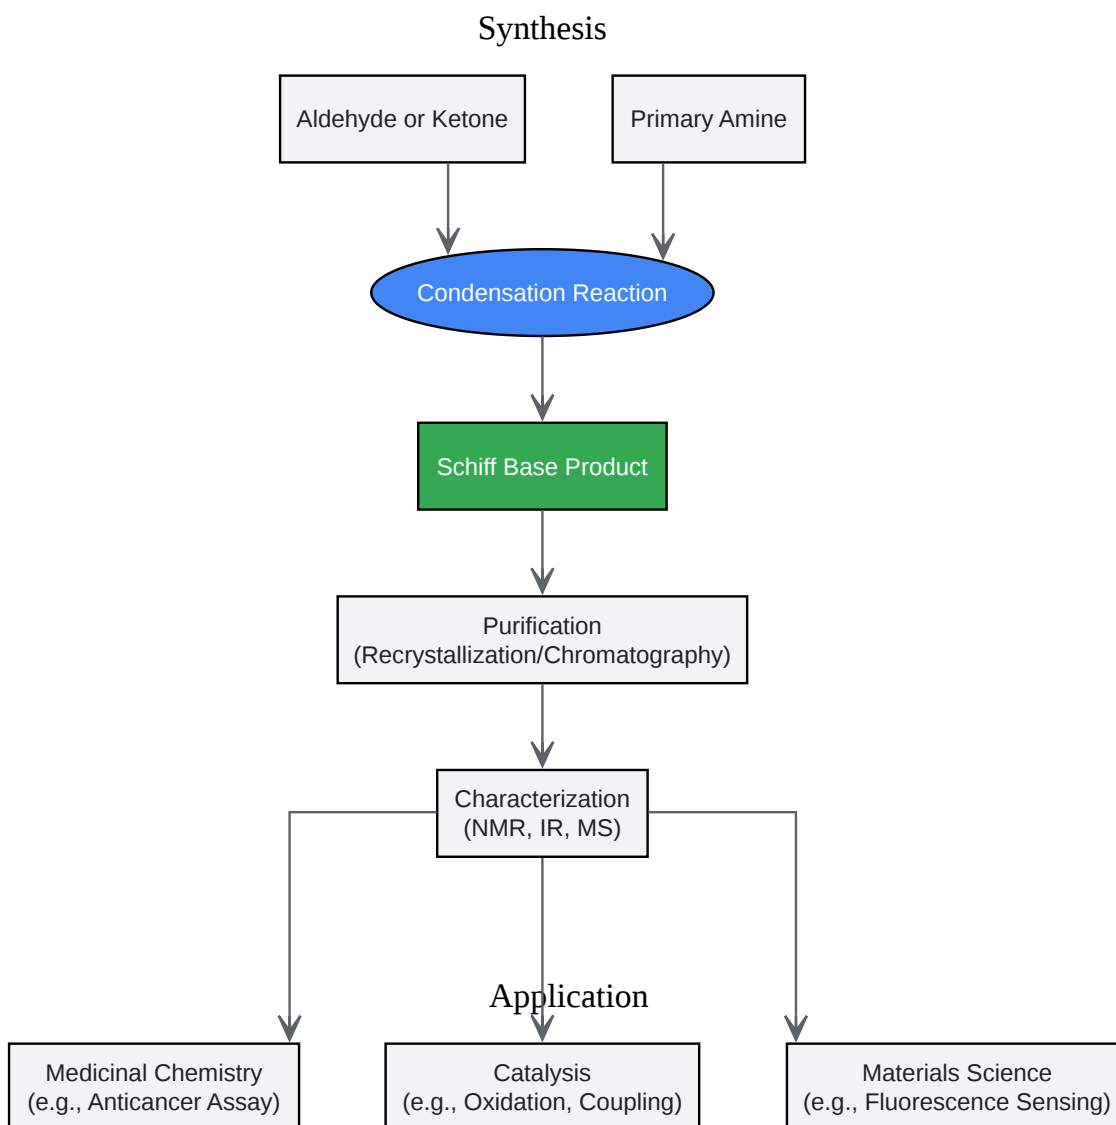 Synthesis
Aldehyde or Ketone
Primary Amine
Condensation Reaction
Schiff Base Product
Purification
(Recrystallization/Chromatography)
Characterization
(NMR, IR, MS)
Application
Medicinal Chemistry
(e.g., Anticancer Assay)
Catalysis
(e.g., Oxidation, Coupling)
Materials Science
(e.g., Fluorescence Sensing)